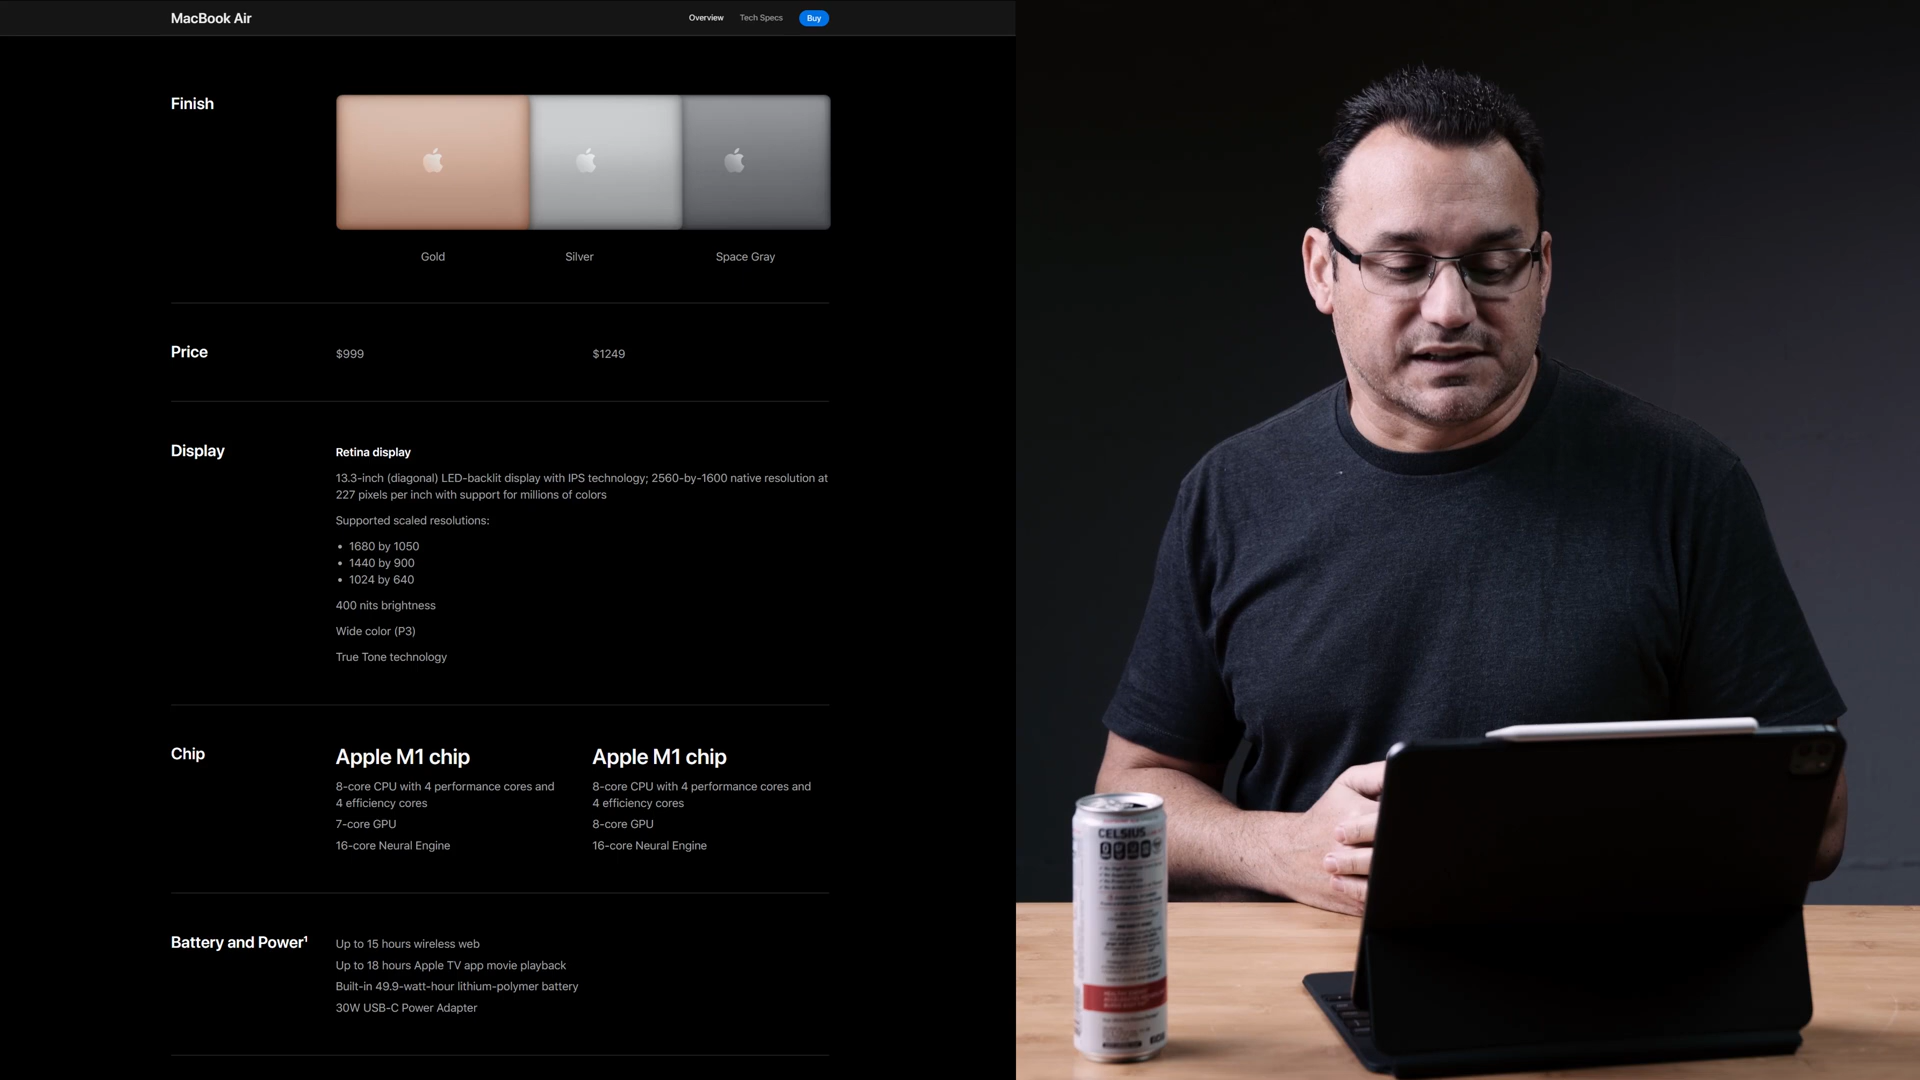 MacBook Air
Overview Tech Specs Buy
Finish
Gold Silver Space Gray
Price $999 $1249
Display
Retina display
13.3-inch (diagonal) LED-backlit display with IPS technology; 2560-by-1600 native resolution at
227 pixels per inch with support for millions of colors
Supported scaled resolutions:
• 1680 by 1050
• 1440 by 900
• 1024 by 640
400 nits brightness
Wide color (P3)
True Tone technology
Chip
Apple M1 chip
8-core CPU with 4 performance cores and
4 efficiency cores
7-core GPU
16-core Neural Engine
Apple M1 chip
8-core CPU with 4 performance cores and
4 efficiency cores
8-core GPU
16-core Neural Engine
Battery and Power¹
Up to 15 hours wireless web
Up to 18 hours Apple TV app movie playback
Built-in 49.9-watt-hour lithium-polymer battery
30W USB-C Power Adapter
CELSIUS